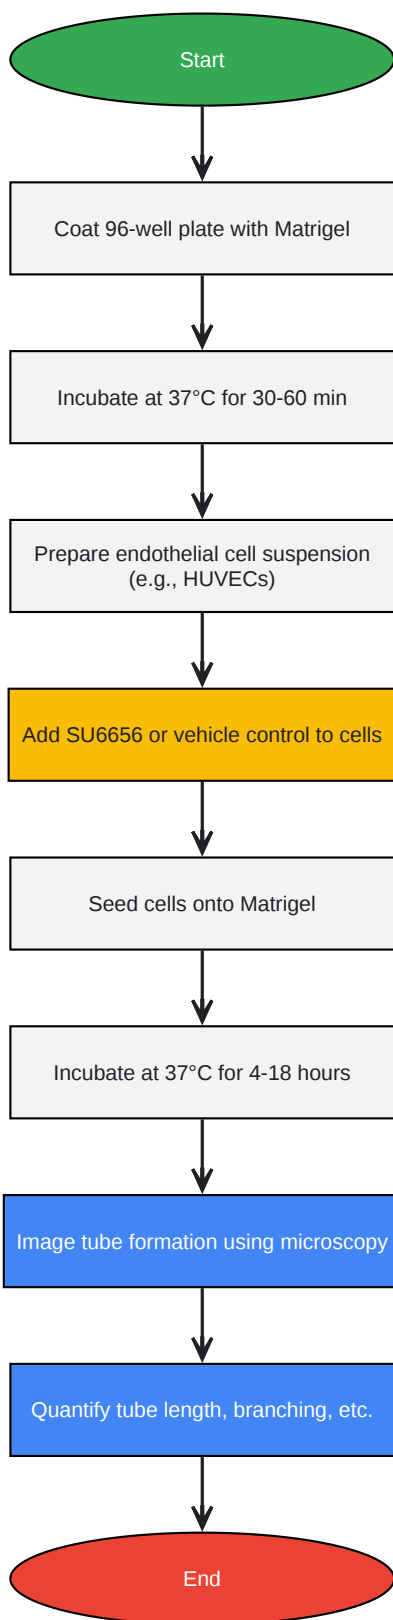 Start
Coat 96-well plate with Matrigel
Incubate at 37°C for 30-60 min
Prepare endothelial cell suspension
(e.g., HUVECs)
Add SU6656 or vehicle control to cells
Seed cells onto Matrigel
Incubate at 37°C for 4-18 hours
Image tube formation using microscopy
Quantify tube length, branching, etc.
End